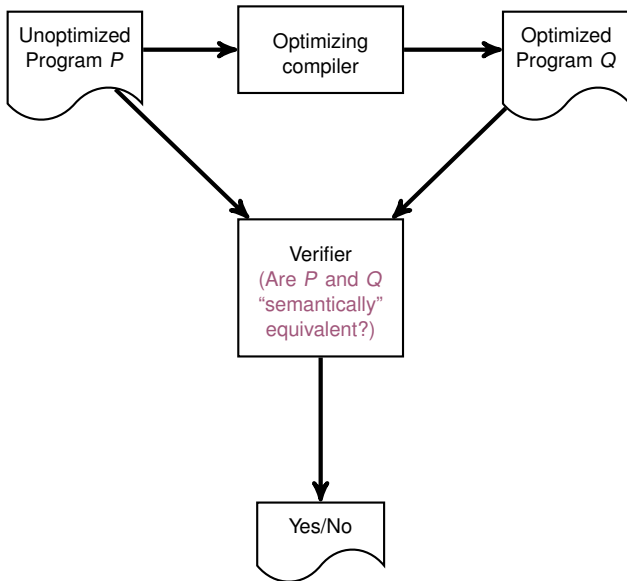 Unoptimized
Program P
Optimizing
compiler
Optimized
Program Q
Verifier
(Are P and Q
“semantically”
equivalent?)
Yes/No